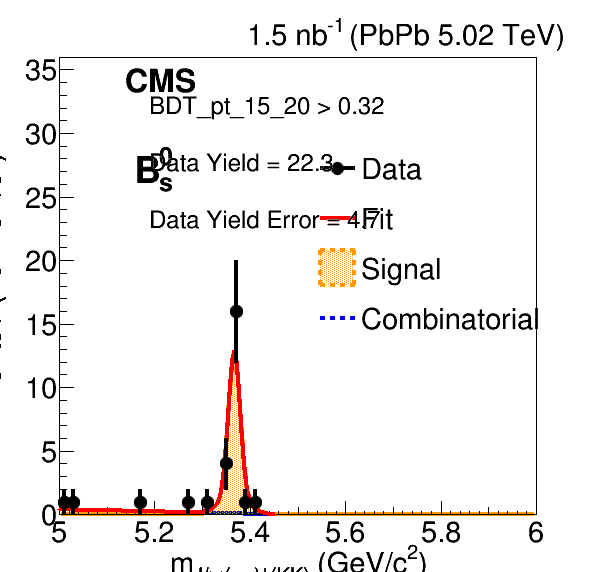 1.5 nb⁻¹ (PbPb 5.02 TeV)
CMS
BDT_pt_15_20 > 0.32
B⁰ₛ
Data Yield = 22.3
Data
Data Yield Error = 4.7
Fit
Signal
Combinatorial
35
30
25
20
15
10
5
0
5 5.2 5.4 5.6 5.8 6
m (GeV/c²)